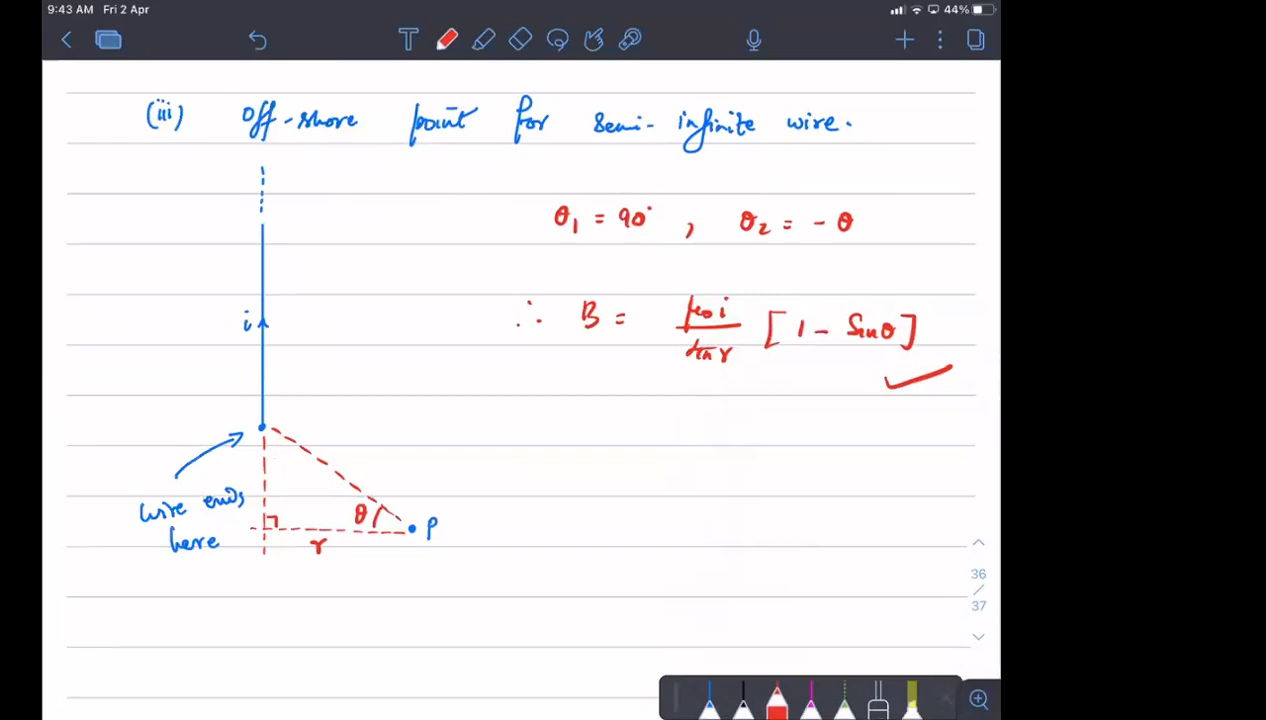 9:43 AM Fri 2 Apr
44%
(iii) Off-shore point for semi-infinite wire.
θ₁ = 90° , θ₂ = - θ
∴ B = μ₀i / 4πr [1 - Sinθ]
i
wire ends
here
θ
r
P
36
/
37